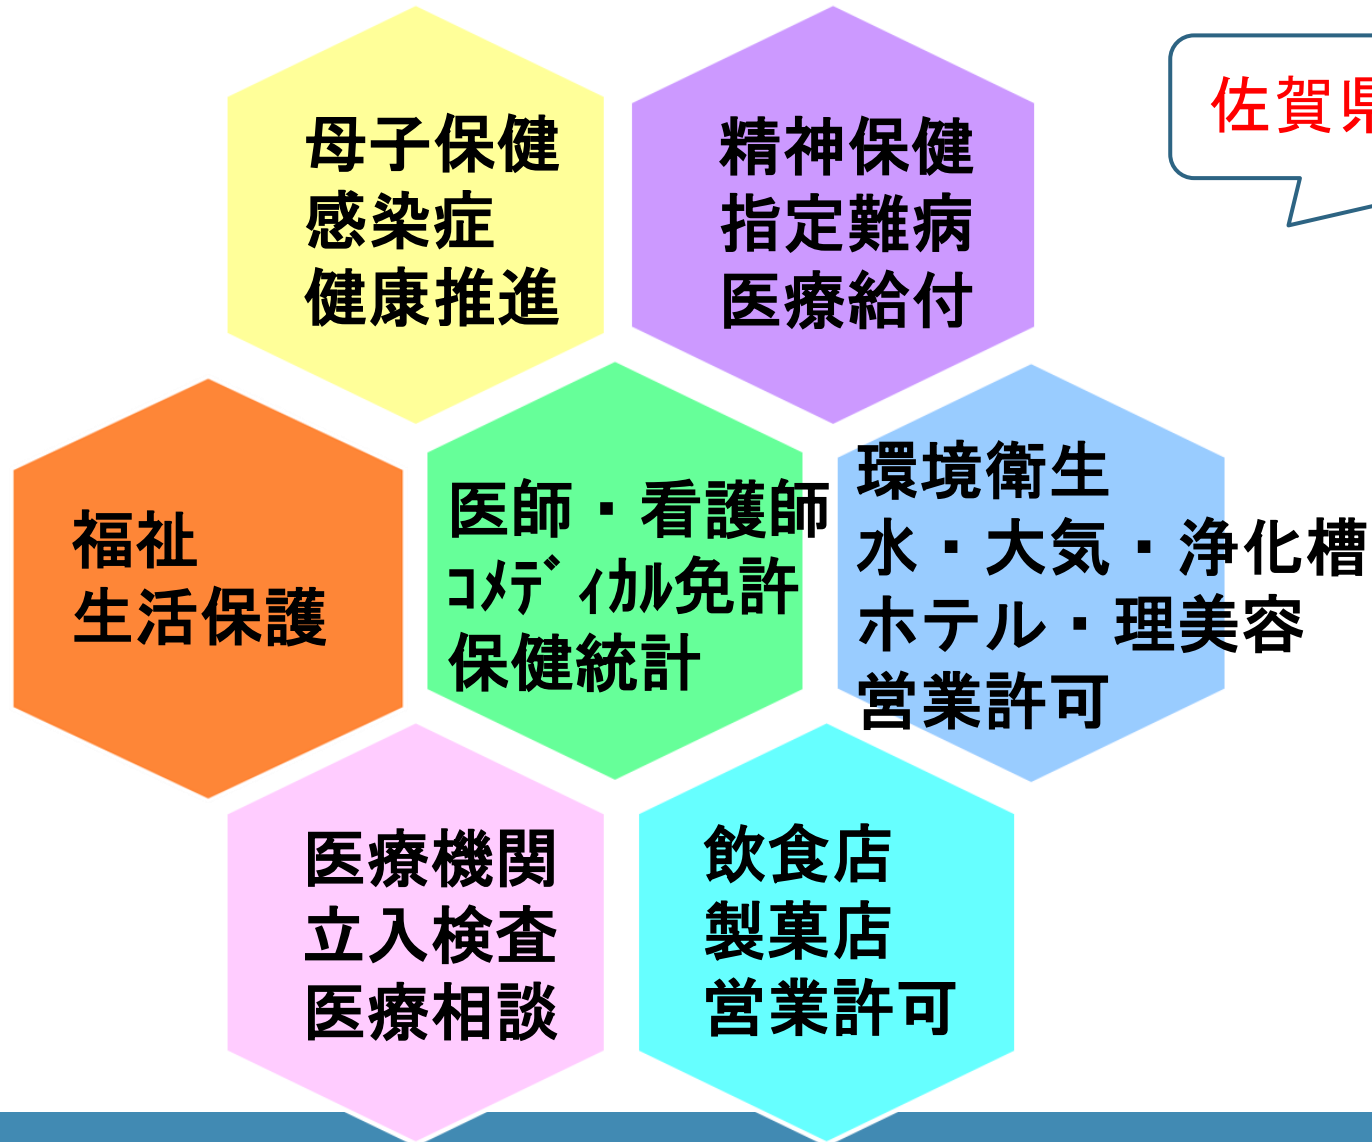 母子保健
感染症
健康推進
精神保健
指定難病
医療給付
佐賀県
福祉
生活保護
医師・看護師
ｺﾒﾃﾞｨｶﾙ免許
保健統計
環境衛生
水・大気・浄化槽
ホテル・理美容
営業許可
医療機関
立入検査
医療相談
飲食店
製菓店
営業許可